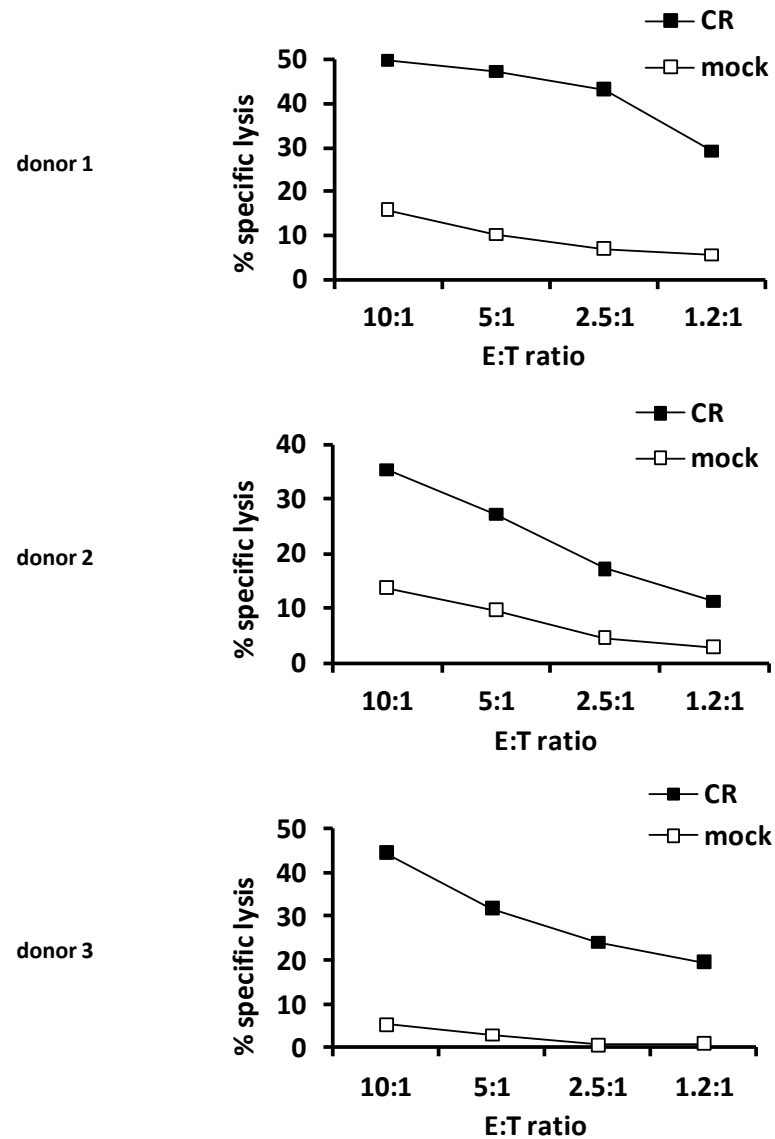 CR
mock
donor 1
% specific lysis
50
40
30
20
10
0
10:1 5:1 2.5:1 1.2:1
E:T ratio
CR
mock
donor 2
% specific lysis
40
30
20
10
0
10:1 5:1 2.5:1 1.2:1
E:T ratio
CR
mock
donor 3
% specific lysis
50
40
30
20
10
0
10:1 5:1 2.5:1 1.2:1
E:T ratio